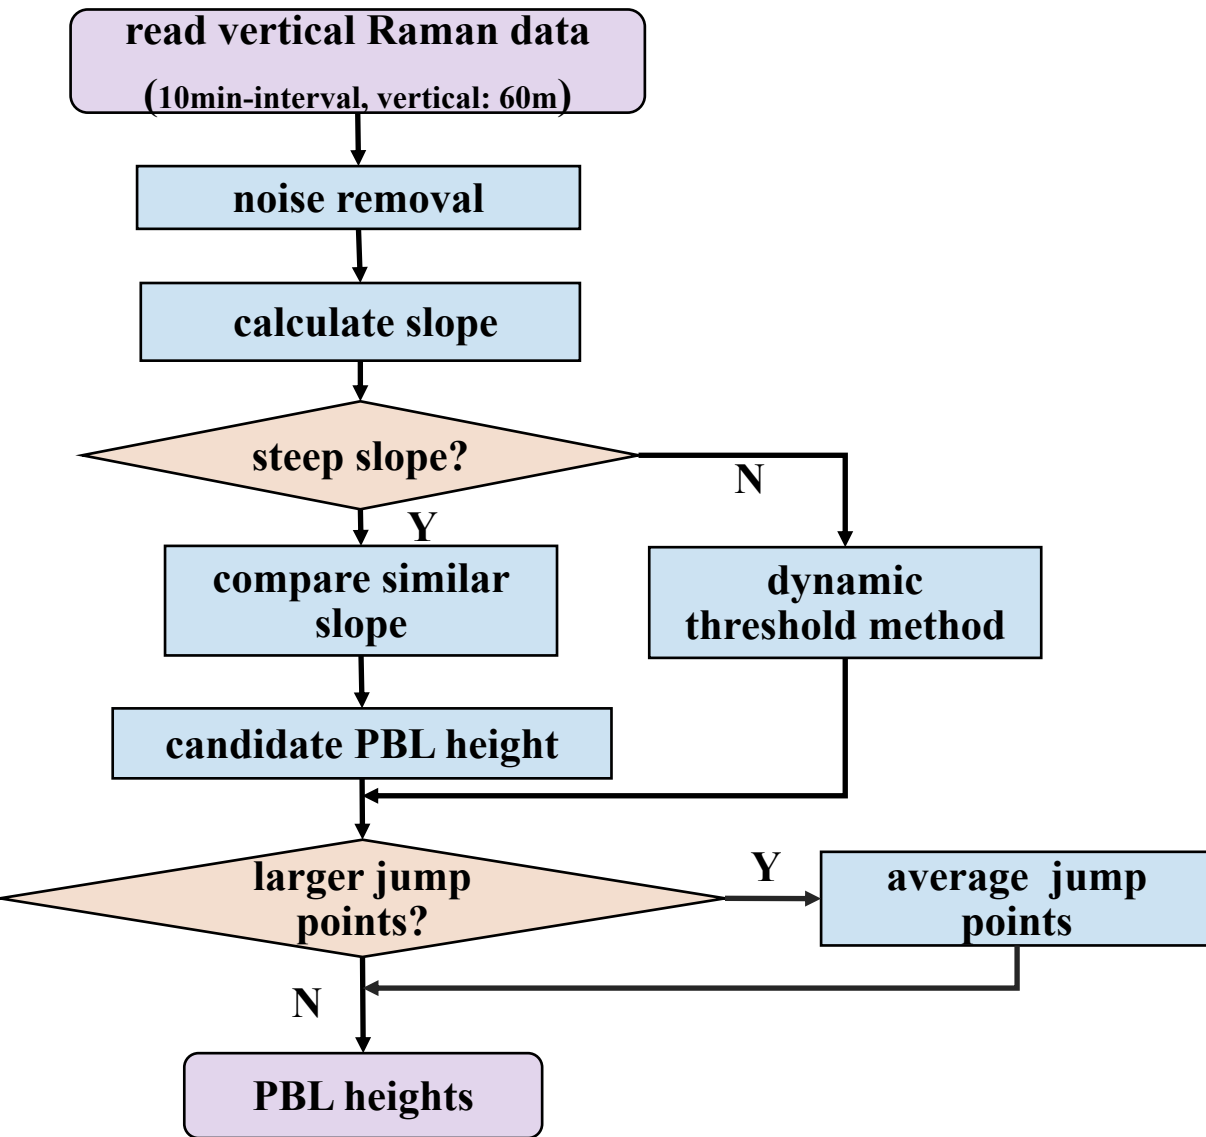 read vertical Raman data
(10min-interval, vertical: 60m)
noise removal
calculate slope
steep slope?
N
Y
compare similar
slope
dynamic
threshold method
candidate PBL height
larger jump
points?
Y
average jump
points
N
PBL heights